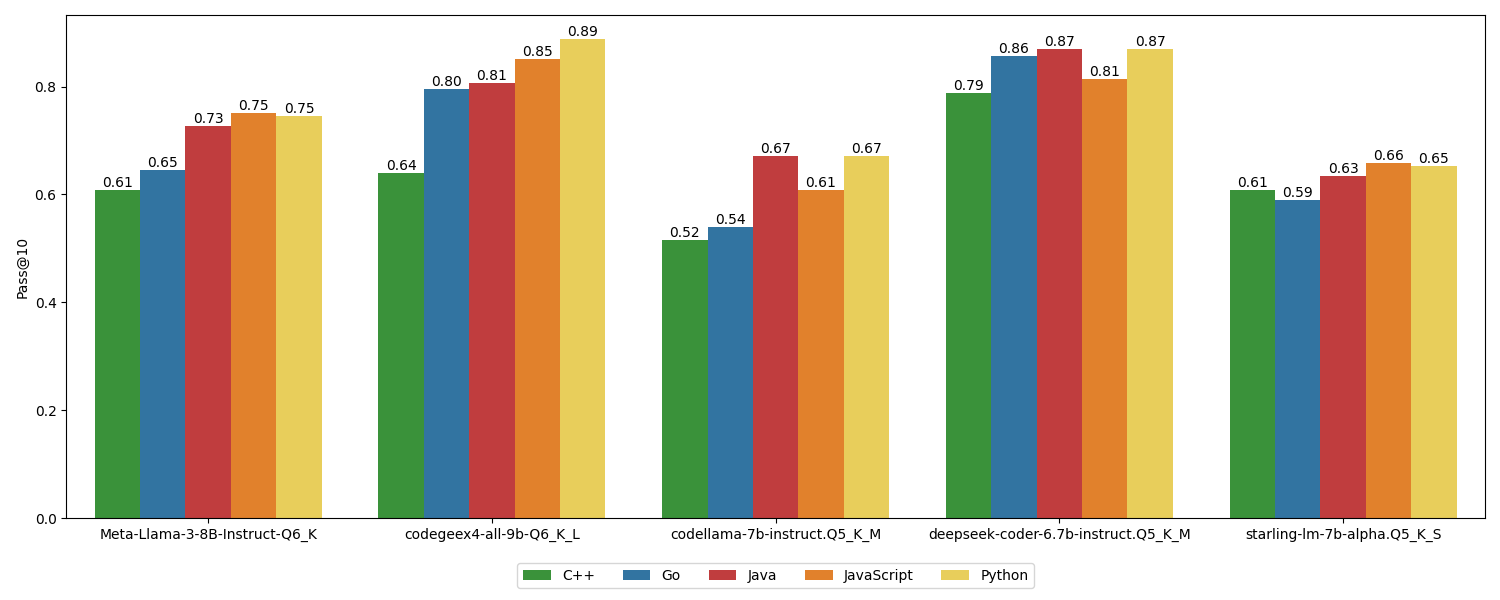 Pass@10
0.8
0.6
0.4
0.2
0.0
0.61 0.65 0.73 0.75 0.75
0.64 0.80 0.81 0.85 0.89
0.52 0.54 0.67 0.61 0.67
0.79 0.86 0.87 0.81 0.87
0.61 0.59 0.63 0.66 0.65
Meta-Llama-3-8B-Instruct-Q6_K
codegeex4-all-9b-Q6_K_L
codellama-7b-instruct.Q5_K_M
deepseek-coder-6.7b-instruct.Q5_K_M
starling-lm-7b-alpha.Q5_K_S
C++ Go Java JavaScript Python